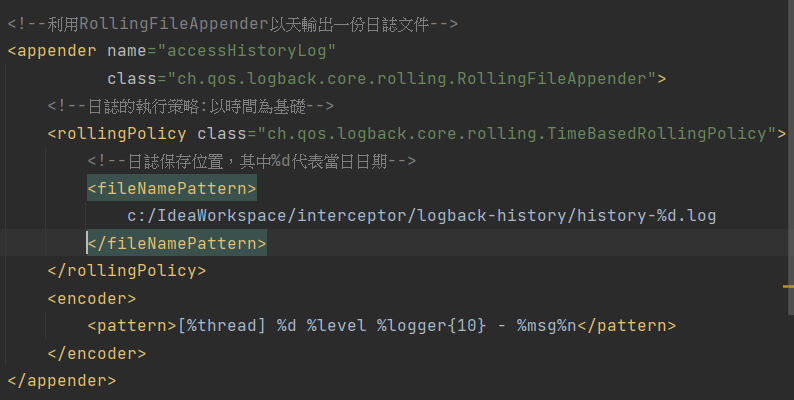 <!--利用RollingFileAppender以天輸出一份日誌文件-->
<appender name="accessHistoryLog"
class="ch.qos.logback.core.rolling.RollingFileAppender">
<!--日誌的執行策略:以時間為基礎-->
<rollingPolicy class="ch.qos.logback.core.rolling.TimeBasedRollingPolicy">
<!--日誌保存位置，其中%d代表當日日期-->
<fileNamePattern>
c:/IdeaWorkspace/interceptor/logback-history/history-%d.log
</fileNamePattern>
</rollingPolicy>
<encoder>
<pattern>[%thread] %d %level %logger{10} - %msg%n</pattern>
</encoder>
</appender>